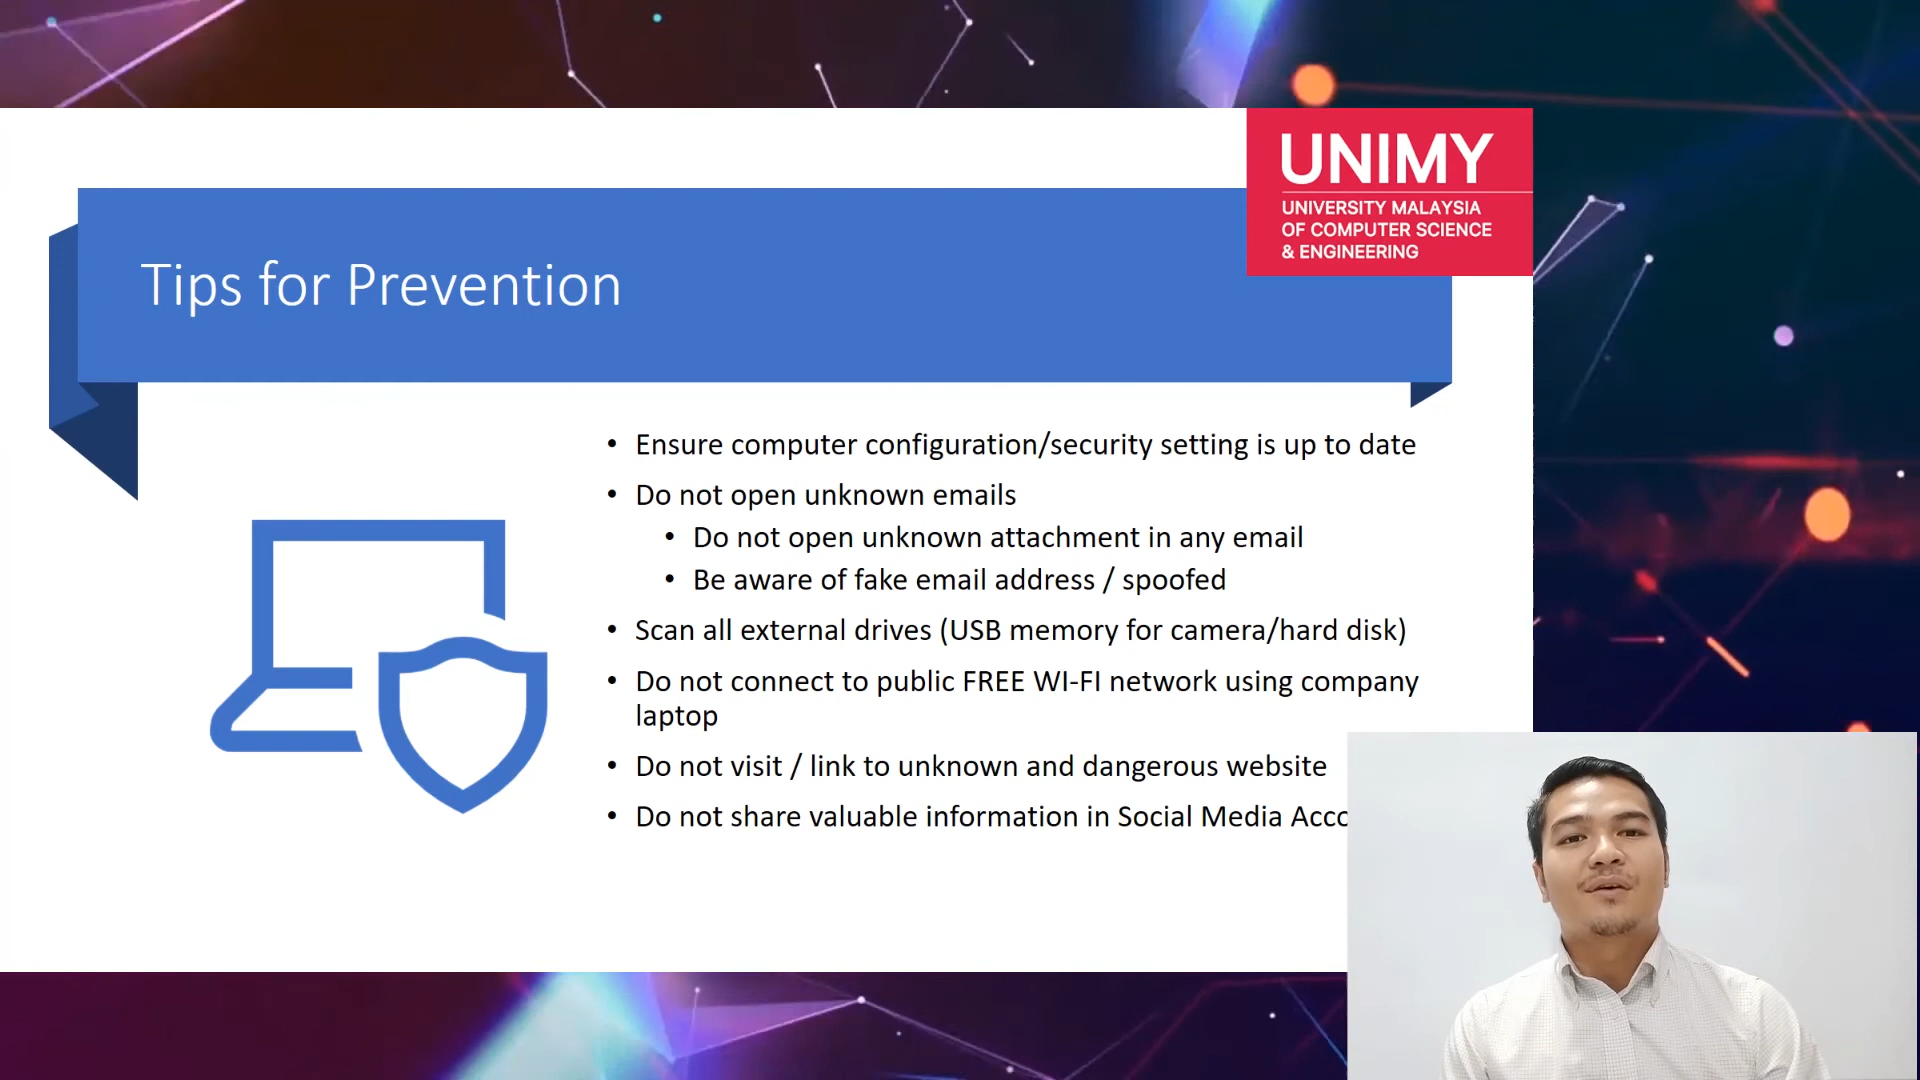 UNIMY
UNIVERSITY MALAYSIA
OF COMPUTER SCIENCE
& ENGINEERING
Tips for Prevention
• Ensure computer configuration/security setting is up to date
• Do not open unknown emails
• Do not open unknown attachment in any email
• Be aware of fake email address / spoofed
• Scan all external drives (USB memory for camera/hard disk)
• Do not connect to public FREE WI-FI network using company
laptop
• Do not visit / link to unknown and dangerous website
• Do not share valuable information in Social Media